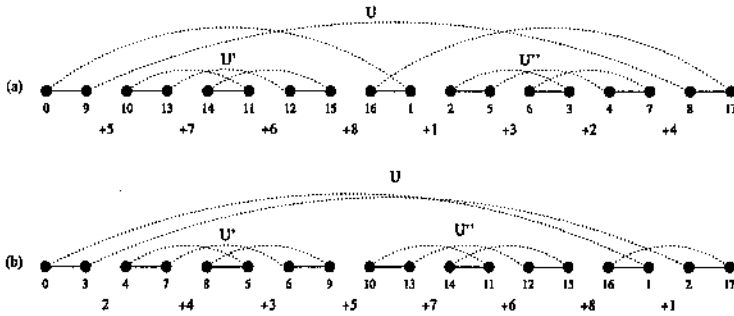 U
U' U''
(a)
0 9 10 13 14 11 12 15 16 1 2 5 6 3 4 7 8 17
+5 +7 +6 +8 +1 +3 +2 +4
U
U' U''
(b)
0 3 4 7 8 5 6 9 10 13 14 11 12 15 16 1 2 17
2 +4 +3 +5 +7 +6 +8 +1